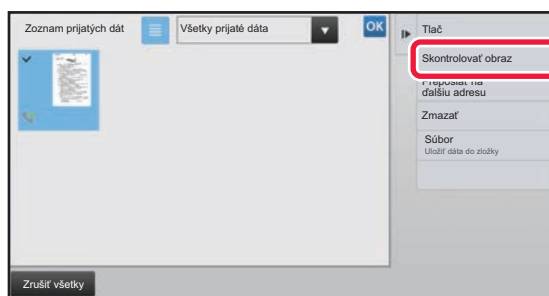 Zoznam prijatých dát
Všetky prijaté dáta
OK
Tlač
Skontrolovať obraz
Preposlať na
ďalšiu adresu
Zmazať
Súbor
Uložiť dáta do zložky
Zrušiť všetky